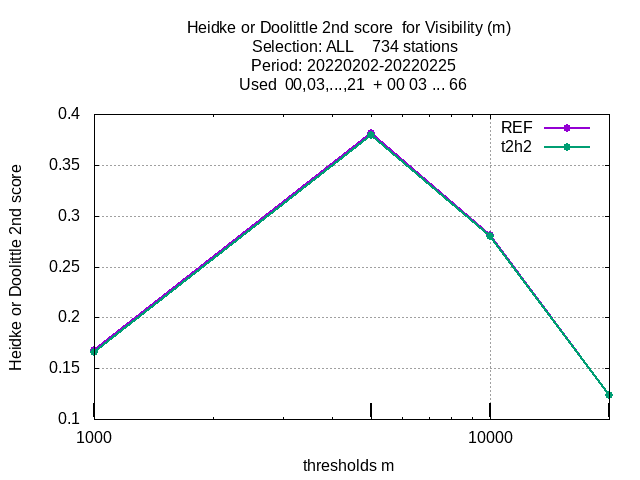 Heidke or Doolittle 2nd score  for Visibility (m)
Selection: ALL    734 stations
Period: 20220202-20220225
Used  00,03,...,21  + 00 03 ... 66
REF
t2h2
0.4
0.35
0.3
0.25
0.2
0.15
0.1
Heidke or Doolittle 2nd score
1000
10000
thresholds m